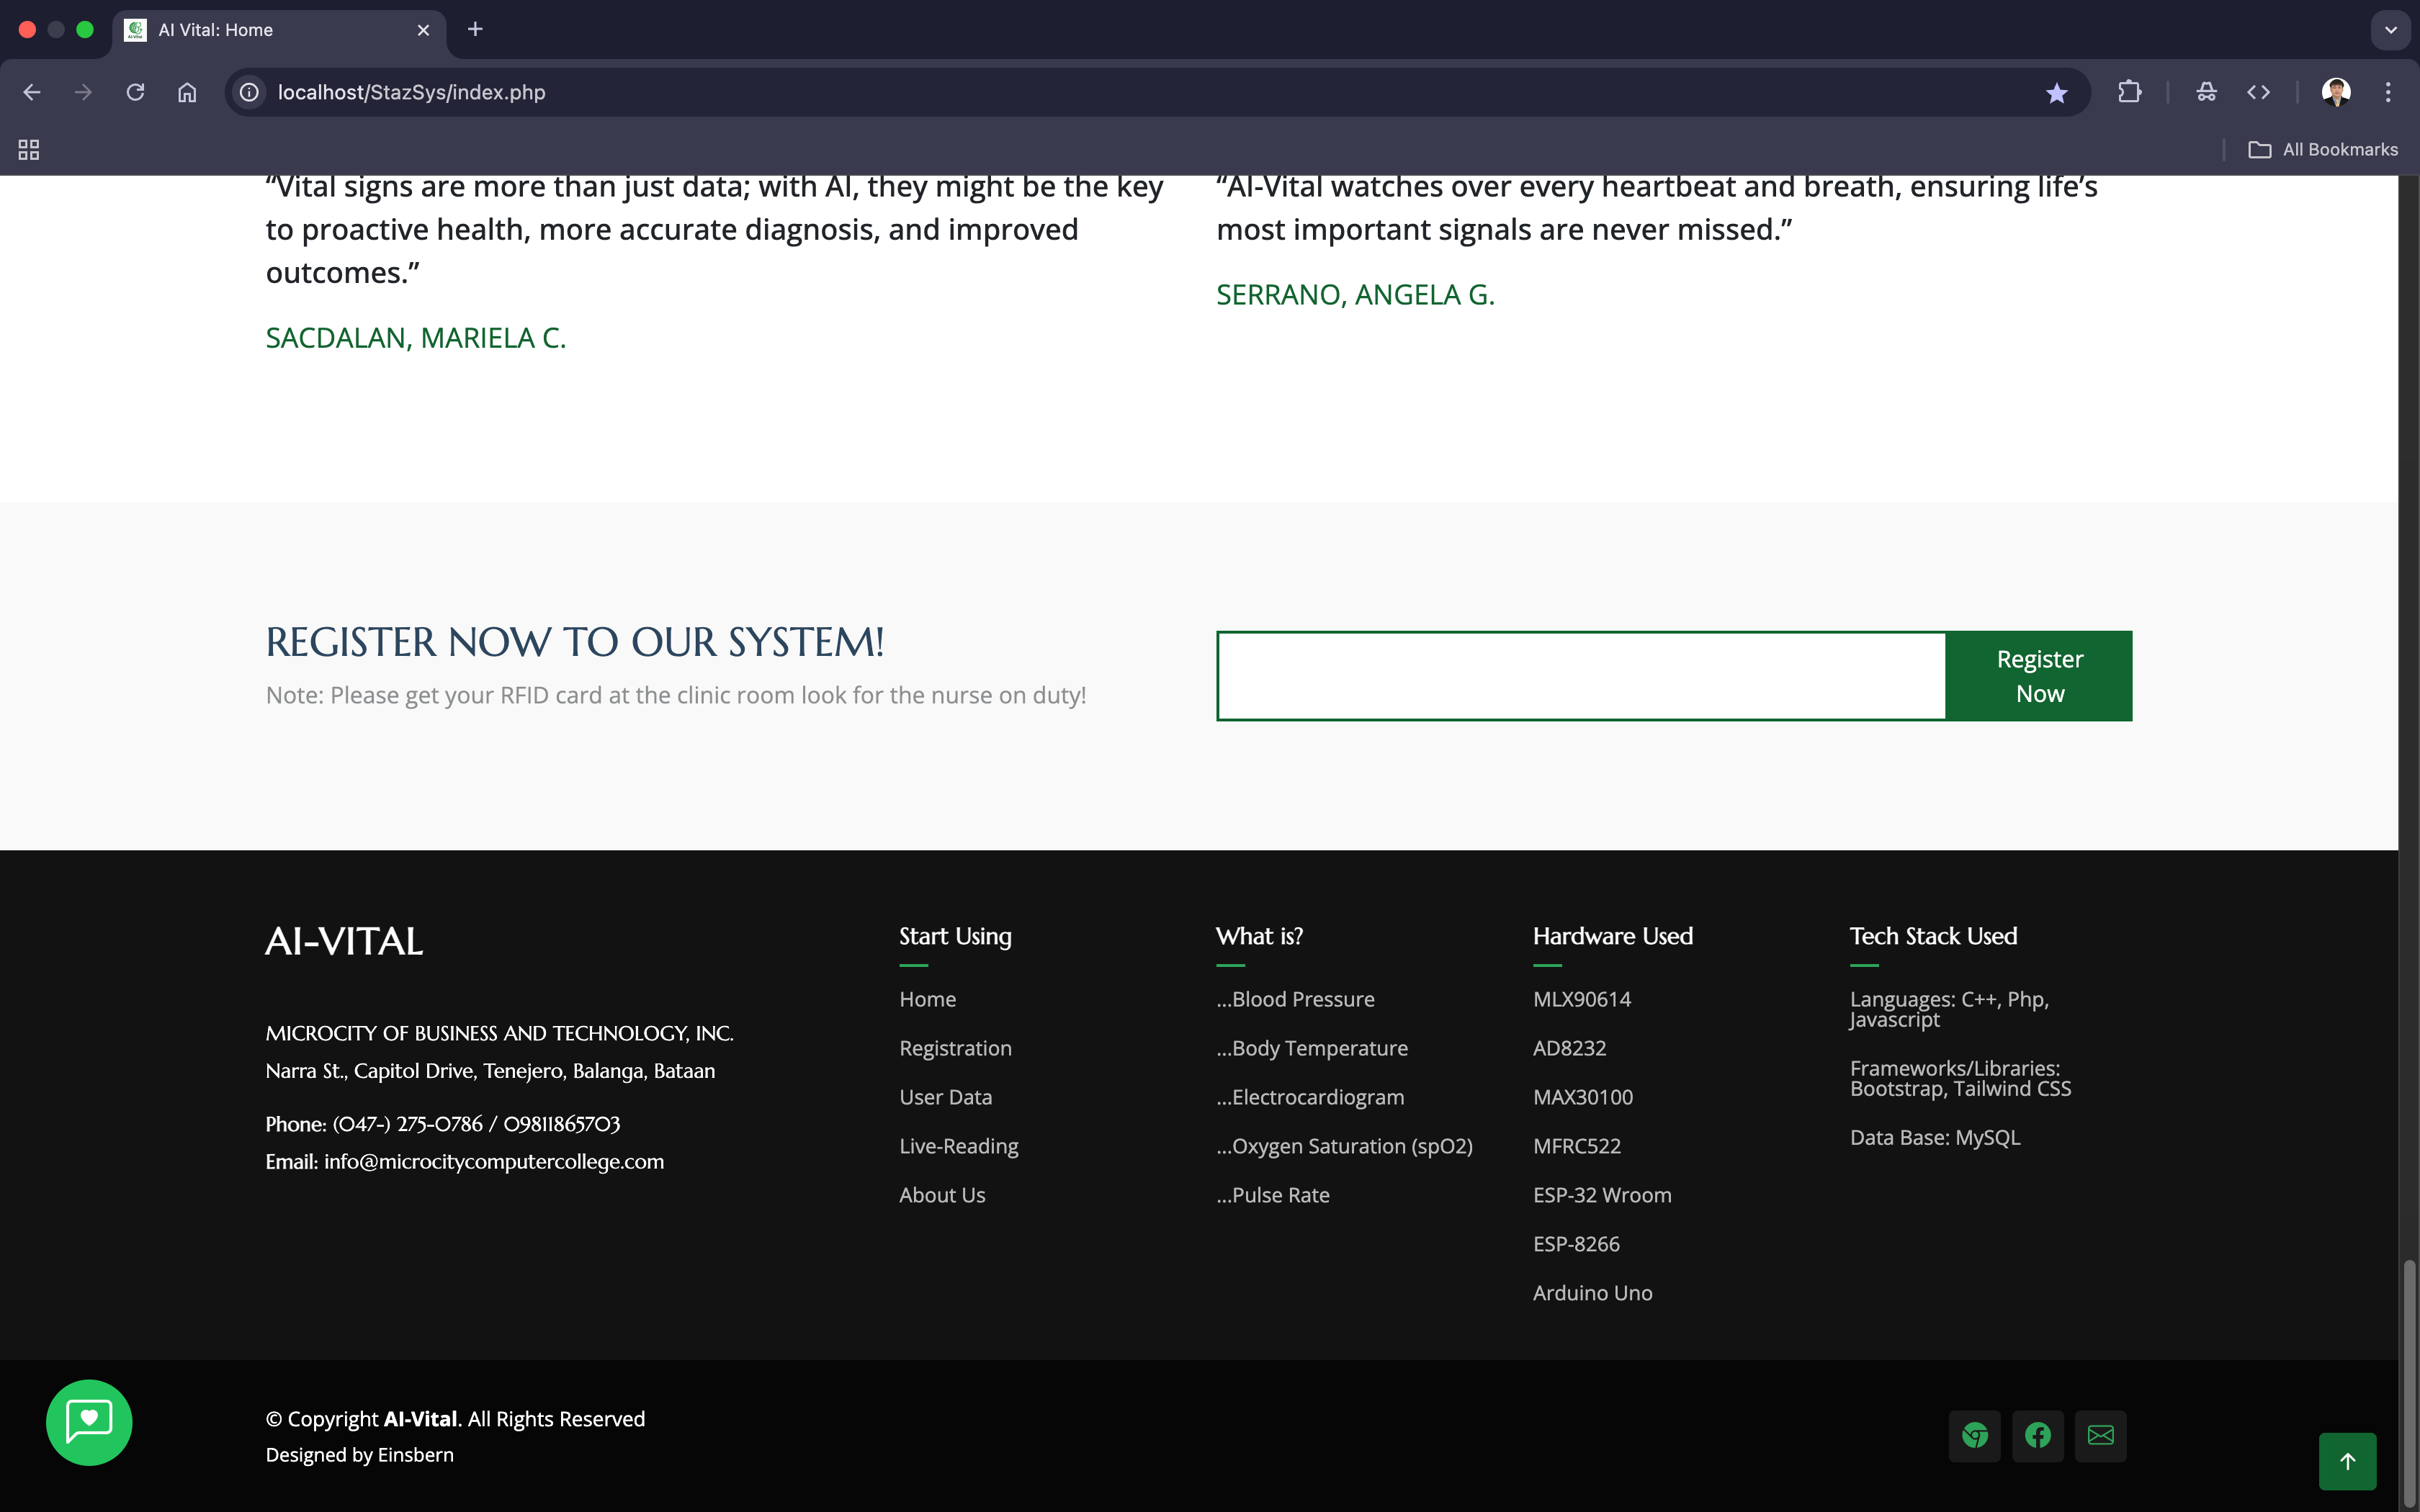 AI Vital: Home
localhost/StazSys/index.php
All Bookmarks
“Vital signs are more than just data; with AI, they might be the key
to proactive health, more accurate diagnosis, and improved
outcomes.”
SACDALAN, MARIELA C.
“AI-Vital watches over every heartbeat and breath, ensuring life’s
most important signals are never missed.”
SERRANO, ANGELA G.
REGISTER NOW TO OUR SYSTEM!
Note: Please get your RFID card at the clinic room look for the nurse on duty!
Register
Now
AI-VITAL
MICROCITY OF BUSINESS AND TECHNOLOGY, INC.
Narra St., Capitol Drive, Tenejero, Balanga, Bataan
Phone: (047-) 275-0786 / 09811865703
Email: info@microcitycomputercollege.com
Start Using
Home
Registration
User Data
Live-Reading
About Us
What is?
...Blood Pressure
...Body Temperature
...Electrocardiogram
...Oxygen Saturation (spO2)
...Pulse Rate
Hardware Used
MLX90614
AD8232
MAX30100
MFRC522
ESP-32 Wroom
ESP-8266
Arduino Uno
Tech Stack Used
Languages: C++, Php,
Javascript
Frameworks/Libraries:
Bootstrap, Tailwind CSS
Data Base: MySQL
© Copyright AI-Vital. All Rights Reserved
Designed by Einsbern